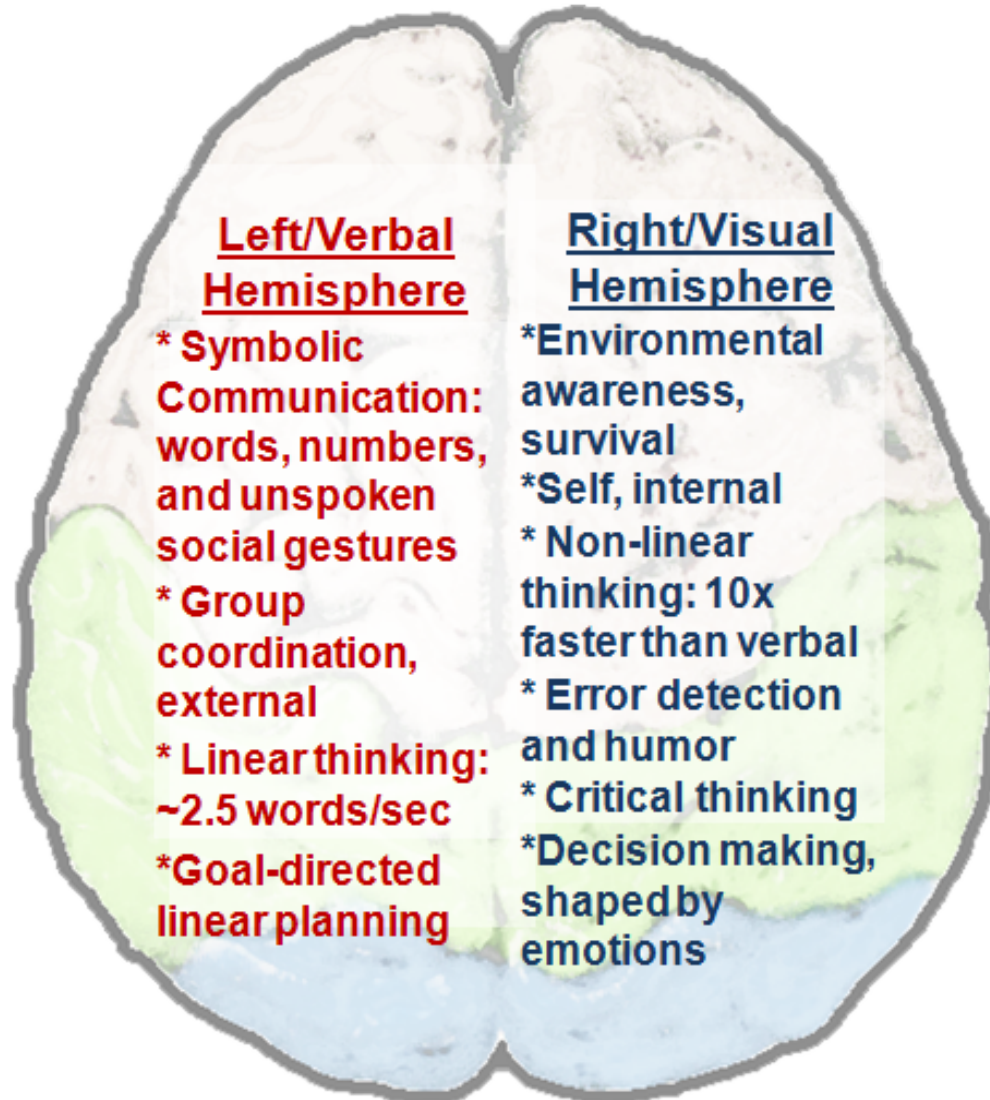 Left/Verbal
Hemisphere
* Symbolic
Communication:
words, numbers,
and unspoken
social gestures
* Group
coordination,
external
* Linear thinking:
~2.5 words/sec
*Goal-directed
linear planning
Right/Visual
Hemisphere
*Environmental
awareness,
survival
*Self, internal
* Non-linear
thinking: 10x
faster than verbal
* Error detection
and humor
* Critical thinking
*Decision making,
shaped by
emotions